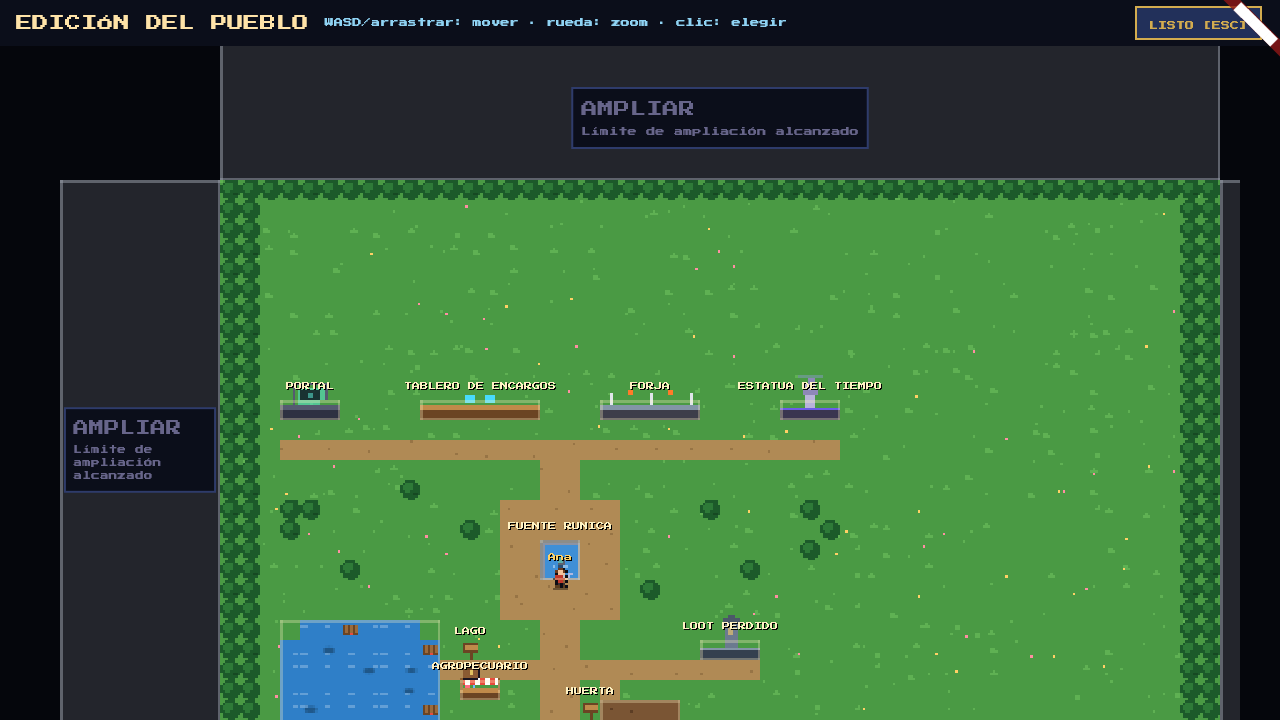 EDICIóN DEL PUEBLO
WASD/arrastrar: mover · rueda: zoom · clic: elegir
LISTO [ESC]
AMPLIAR
Límite de ampliación alcanzado
AMPLIAR
Límite de
ampliación
alcanzado
PORTAL
TABLERO DE ENCARGOS
FORJA
ESTATUA DEL TIEMPO
FUENTE RUNICA
Ana
LAGO
LOOT PERDIDO
AGROPECUARIO
HUERTA